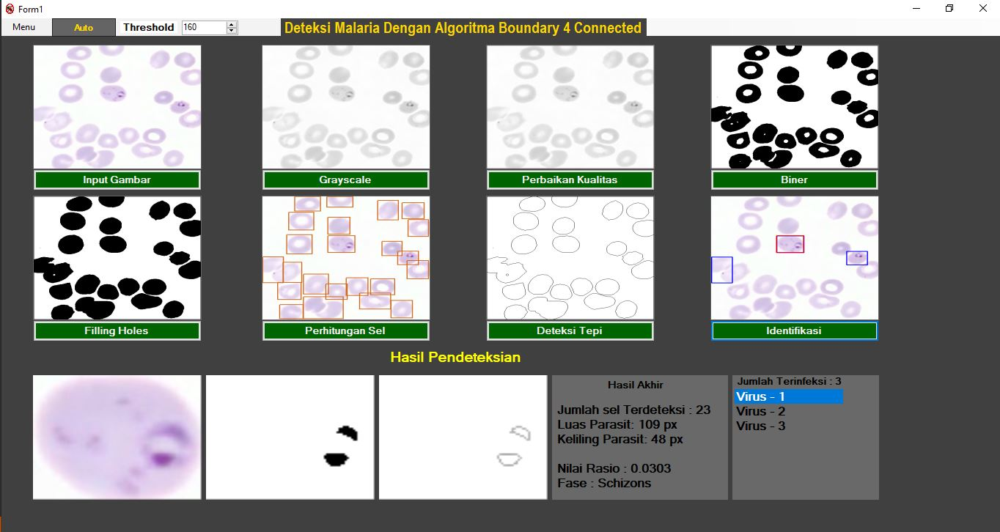 Form1
Menu
Auto
Threshold
160
Deteksi Malaria Dengan Algoritma Boundary 4 Connected
Input Gambar
Grayscale
Perbaikan Kualitas
Biner
Filling Holes
Perhitungan Sel
Deteksi Tepi
Identifikasi
Hasil Pendeteksian
Hasil Akhir
Jumlah sel Terdeteksi : 23
Luas Parasit: 109 px
Keliling Parasit: 48 px
Nilai Rasio : 0.0303
Fase : Schizons
Jumlah Terinfeksi : 3
Virus - 1
Virus - 2
Virus - 3